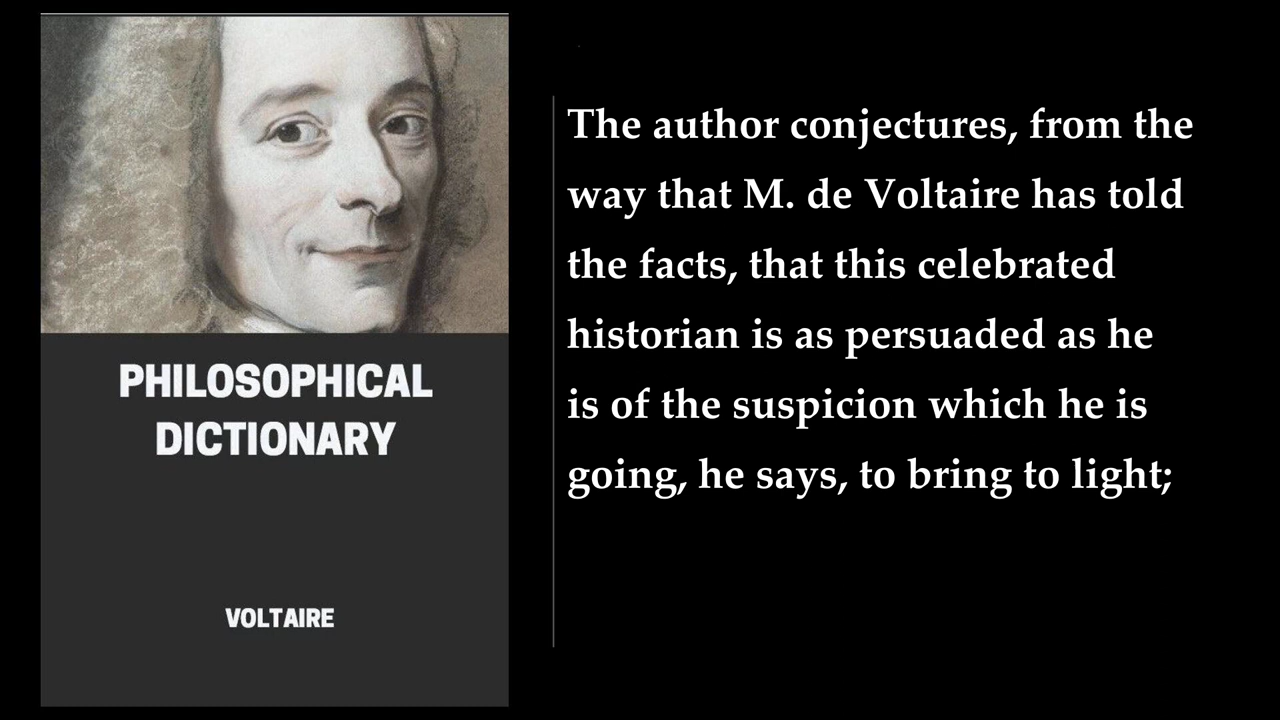 PHILOSOPHICAL
DICTIONARY
VOLTAIRE
The author conjectures, from the
way that M. de Voltaire has told
the facts, that this celebrated
historian is as persuaded as he
is of the suspicion which he is
going, he says, to bring to light;